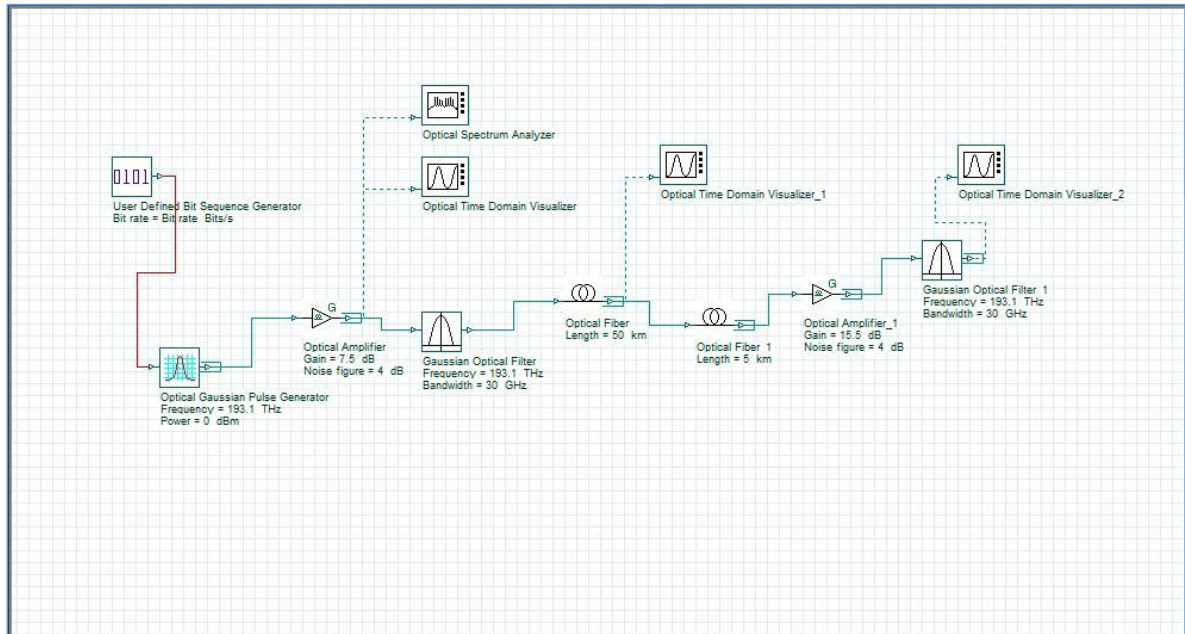 Optical Spectrum Analyzer
0101
User Defined Bit Sequence Generator
Bit rate = Bit rate Bits/s
Optical Time Domain Visualizer
Optical Time Domain Visualizer_1
Optical Time Domain Visualizer_2
G
Optical Amplifier
Gain = 7.5 dB
Noise figure = 4 dB
Gaussian Optical Filter
Frequency = 193.1 THz
Bandwidth = 30 GHz
Optical Fiber
Length = 50 km
Optical Fiber_1
Length = 5 km
G
Optical Amplifier_1
Gain = 15.5 dB
Noise figure = 4 dB
Gaussian Optical Filter_1
Frequency = 193.1 THz
Bandwidth = 30 GHz
Optical Gaussian Pulse Generator
Frequency = 193.1 THz
Power = 0 dBm